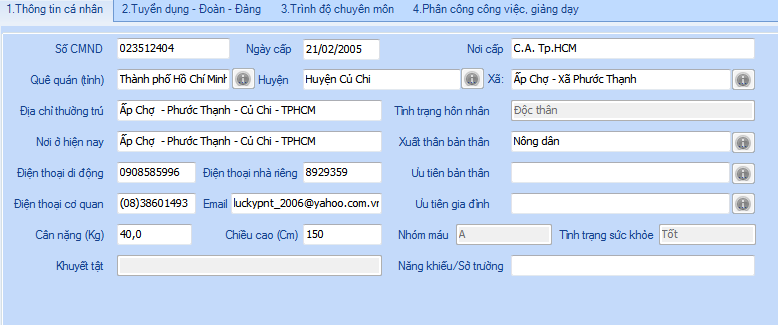 1.Thông tin cá nhân 2.Tuyển dụng - Đoàn - Đảng 3.Trình độ chuyên môn 4.Phân công công việc, giảng dạy
Số CMND 023512404 Ngày cấp 21/02/2005 Nơi cấp C.A. Tp.HCM
Quê quán (tỉnh) Thành phố Hồ Chí Minh Huyện Huyện Củ Chi Xã: Ấp Chợ - Xã Phước Thạnh
Địa chỉ thường trú Ấp Chợ - Phước Thạnh - Củ Chi - TPHCM Tình trạng hôn nhân Độc thân
Nơi ở hiện nay Ấp Chợ - Phước Thạnh - Củ Chi - TPHCM Xuất thân bản thân Nông dân
Điện thoại di động 0908585996 Điện thoại nhà riêng 8929359 Ưu tiên bản thân
Điện thoại cơ quan (08)38601493 Email luckypnt_2006@yahoo.com.vn Ưu tiên gia đình
Cân nặng (Kg) 40,0 Chiều cao (Cm) 150 Nhóm máu A Tình trạng sức khỏe Tốt
Khuyết tật Năng khiếu/Sở trường